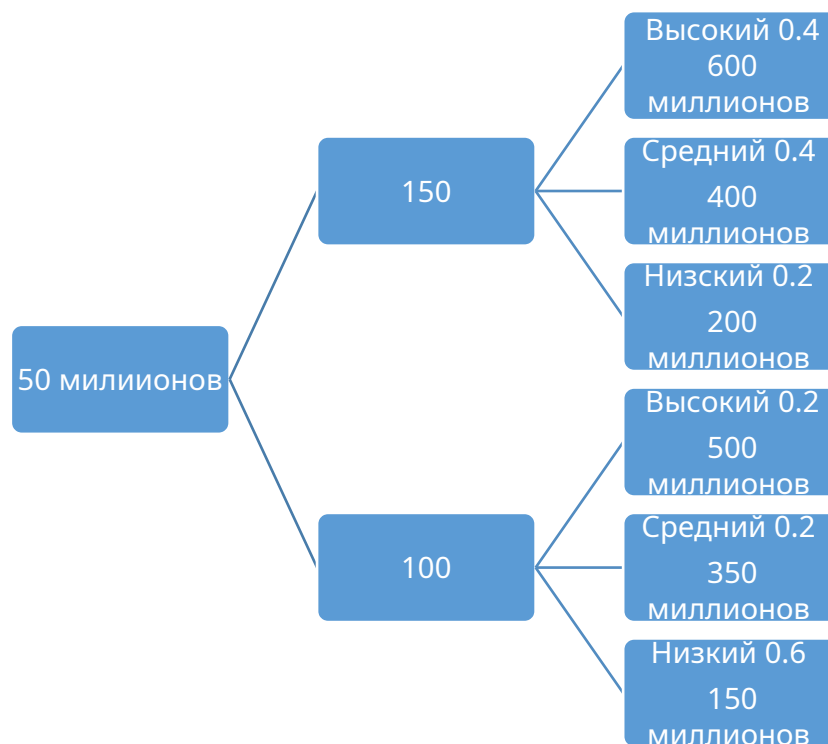 Высокий 0.4
600
миллионов
Средний 0.4
400
миллионов
150
Низский 0.2
200
миллионов
50 милиионов
Высокий 0.2
500
миллионов
Средний 0.2
350
миллионов
100
Низкий 0.6
150
миллионов